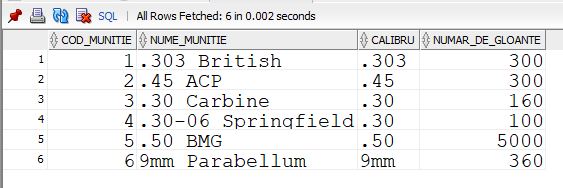 SQL | All Rows Fetched: 6 in 0.002 seconds
COD_MUNITIE NUME_MUNITIE CALIBRU NUMAR_DE_GLOANTE
1 1 .303 British .303 300
2 2 .45 ACP .45 300
3 3 .30 Carbine .30 160
4 4 .30-06 Springfield .30 100
5 5 .50 BMG .50 5000
6 6 9mm Parabellum 9mm 360